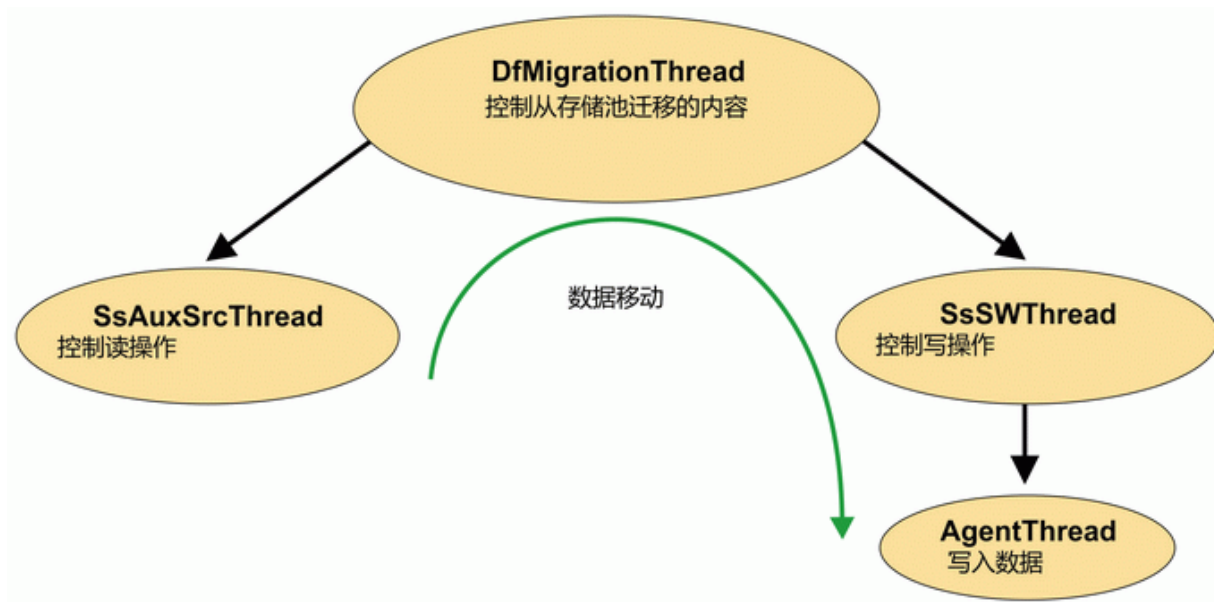 DfMigrationThread
控制从存储池迁移的内容
SsAuxSrcThread
控制读操作
数据移动
SsSWThread
控制写操作
AgentThread
写入数据